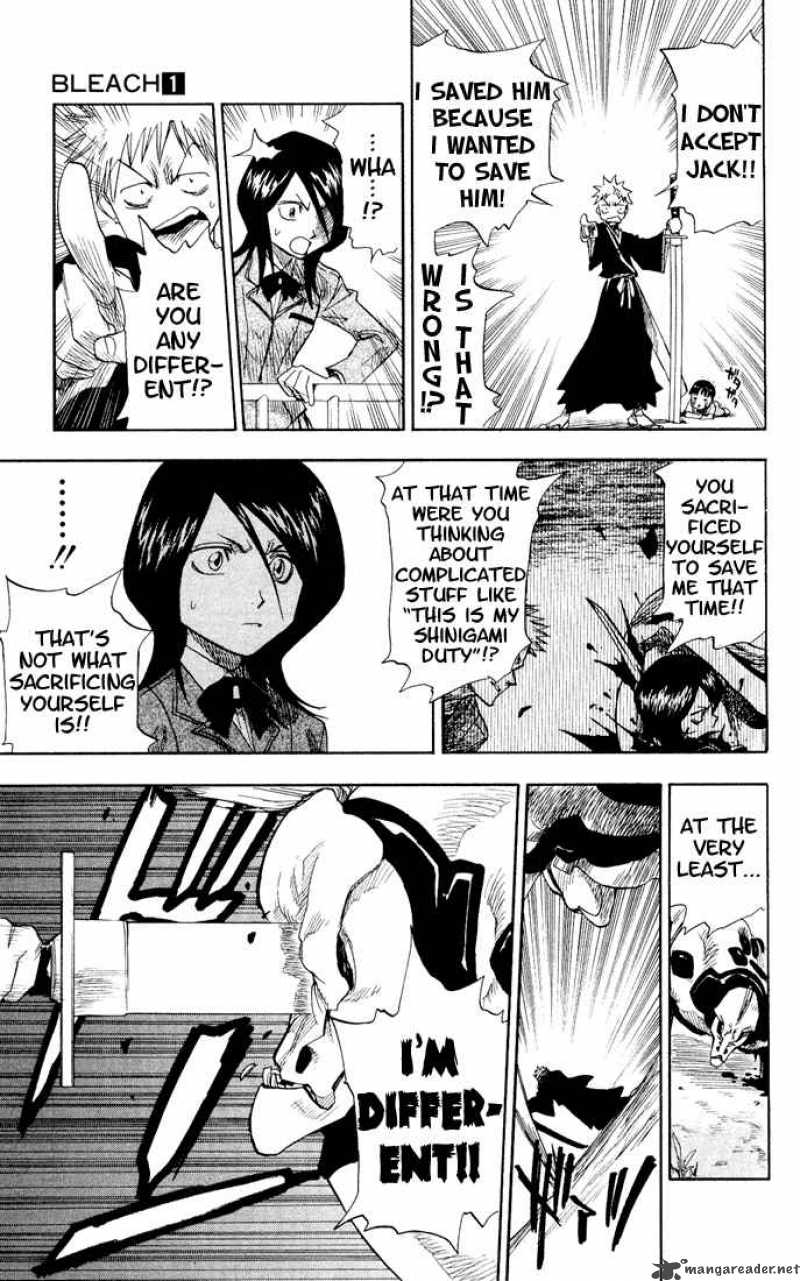 BLEACH 1
I DON'T
ACCEPT
JACK!!
I SAVED HIM
BECAUSE
I WANTED
TO SAVE
HIM!
IS THAT
WRONG!?
WHA
......
!?
ARE
YOU
ANY
DIFFER-
ENT!?
YOU
SACRI-
FICED
YOURSELF
TO SAVE
ME THAT
TIME!!
AT THAT
TIME
WERE YOU
THINKING
ABOUT
COMPLICATED
STUFF LIKE
"THIS IS MY
SHINIGAMI
DUTY"!?
......!!
THAT'S
NOT WHAT
SACRIFICING
YOURSELF
IS!!
AT THE
VERY
LEAST...
I'M
DIFFER-
ENT!!
mangareader.net